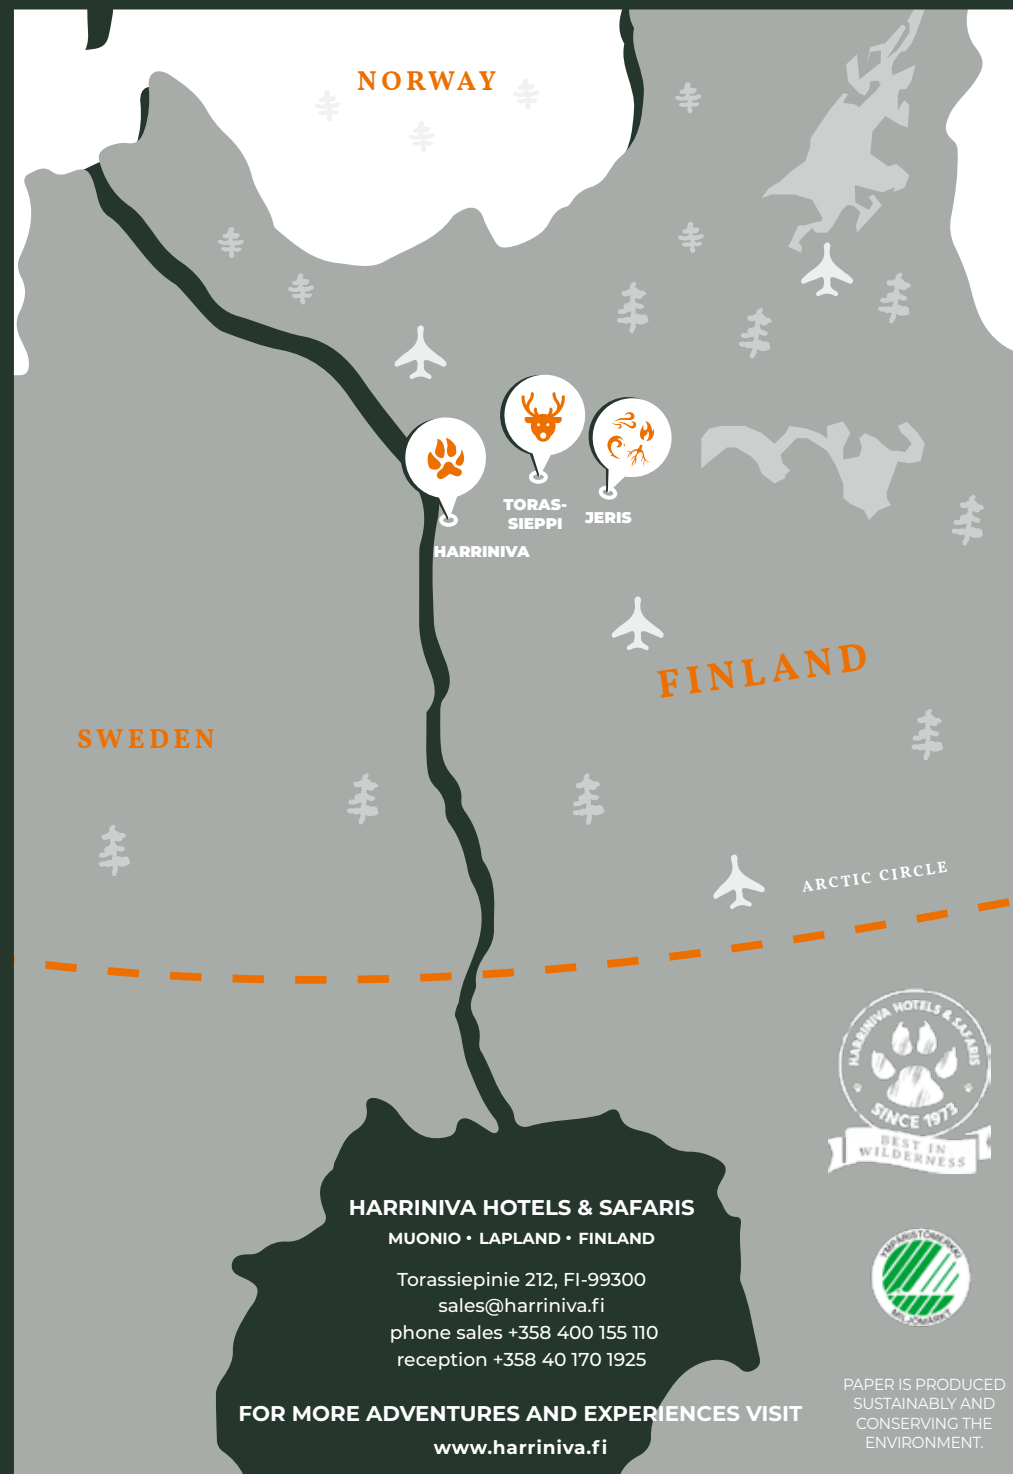 NORWAY
TORAS-
SIEPPI
JERIS
HARRINIVA
FINLAND
SWEDEN
ARCTIC CIRCLE
HARRINIVA HOTELS & SAFARIS
SINCE 1973
BEST IN
WILDERNESS
HARRINIVA HOTELS & SAFARIS
MUONIO • LAPLAND • FINLAND
Torassiepinie 212, FI-99300
sales@harriniva.fi
phone sales +358 400 155 110
reception +358 40 170 1925
FOR MORE ADVENTURES AND EXPERIENCES VISIT
www.harriniva.fi
YMPÄRISTÖMERKKI
MILJÖMÄRKT
PAPER IS PRODUCED
SUSTAINABLY AND
CONSERVING THE
ENVIRONMENT.